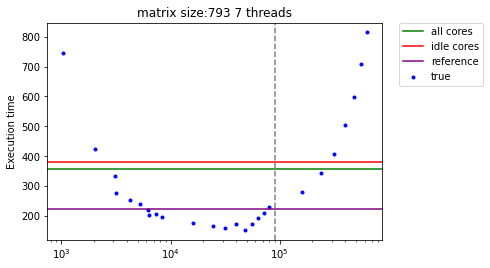 matrix size:793 7 threads
all cores
idle cores
reference
true
Execution time
800
700
600
500
400
300
200
10³
10⁴
10⁵